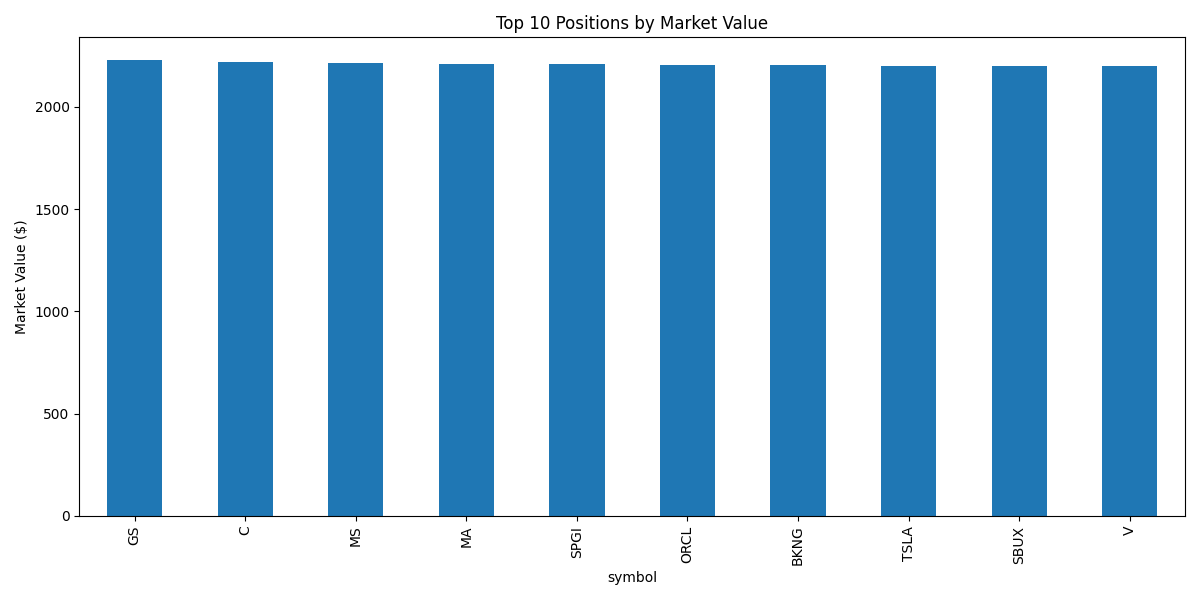 Top 10 Positions by Market Value
Market Value ($)
2000
1500
1000
500
0
GS
C
MS
MA
SPGI
ORCL
BKNG
TSLA
SBUX
V
symbol